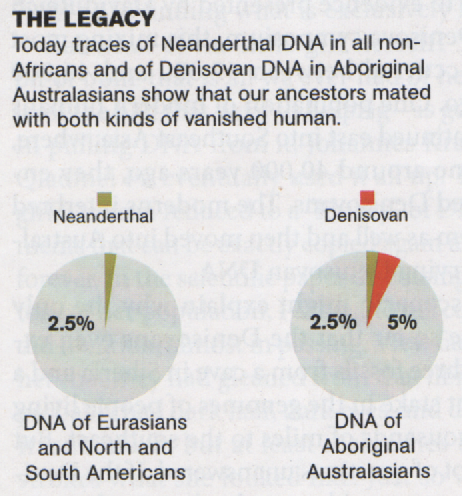 THE LEGACY
Today traces of Neanderthal DNA in all non-
Africans and of Denisovan DNA in Aboriginal
Australasians show that our ancestors mated
with both kinds of vanished human.
Neanderthal
Denisovan
2.5%
2.5% 5%
DNA of Eurasians
and North and
South Americans
DNA of
Aboriginal
Australasians